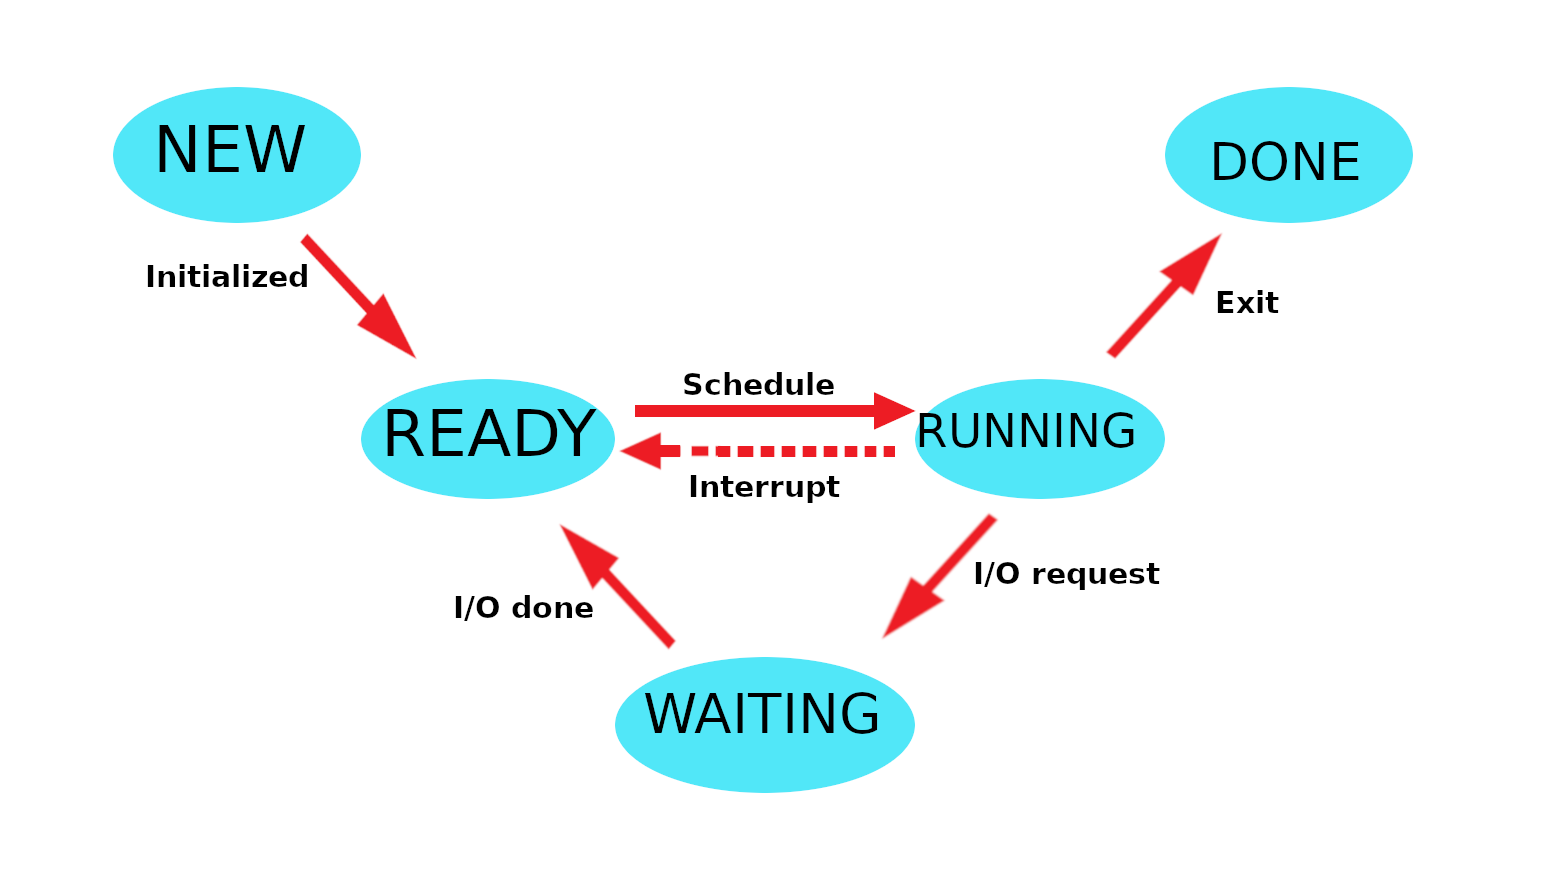 NEW
DONE
Initialized
Exit
Schedule
READY
RUNNING
Interrupt
I/O request
I/O done
WAITING